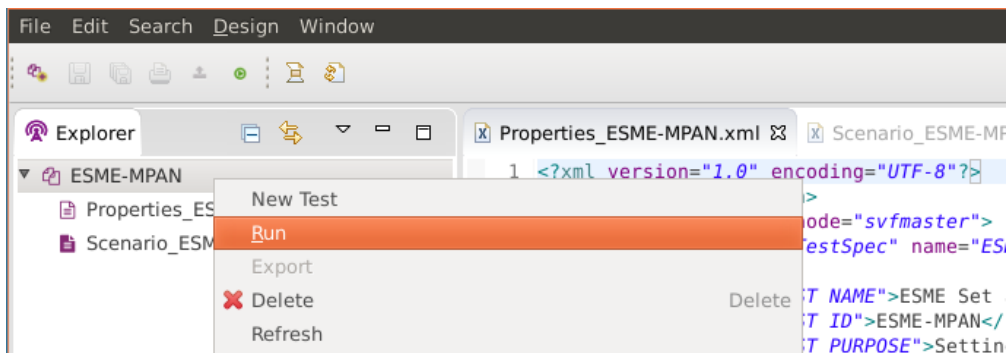 File Edit Search Design Window
Explorer
Properties_ESME-MPAN.xml
Scenario_ESME-MP
ESME-MPAN
Properties_ES
Scenario_ESM
New Test
Run
Export
Delete Delete
Refresh
1 <?xml version="1.0" encoding="UTF-8"?>
>
ode="svfmaster">
estSpec" name="ES
T NAME">ESME Set
T ID">ESME-MPAN</
T PURPOSE">Settin